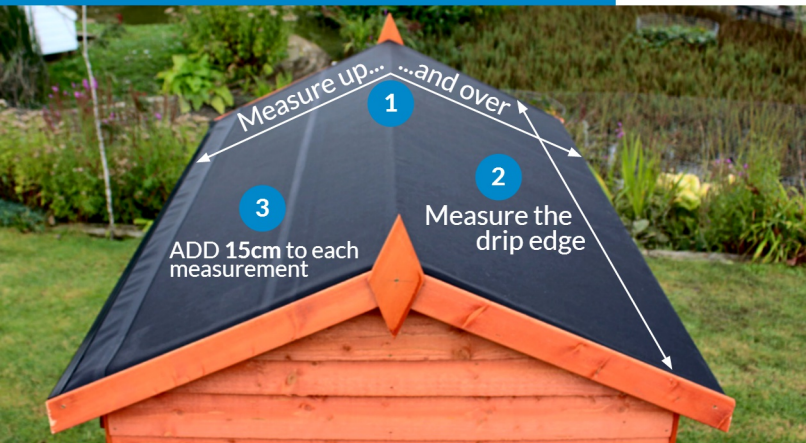 Measure up... ...and over
1
2
Measure the
drip edge
3
ADD 15cm to each
measurement